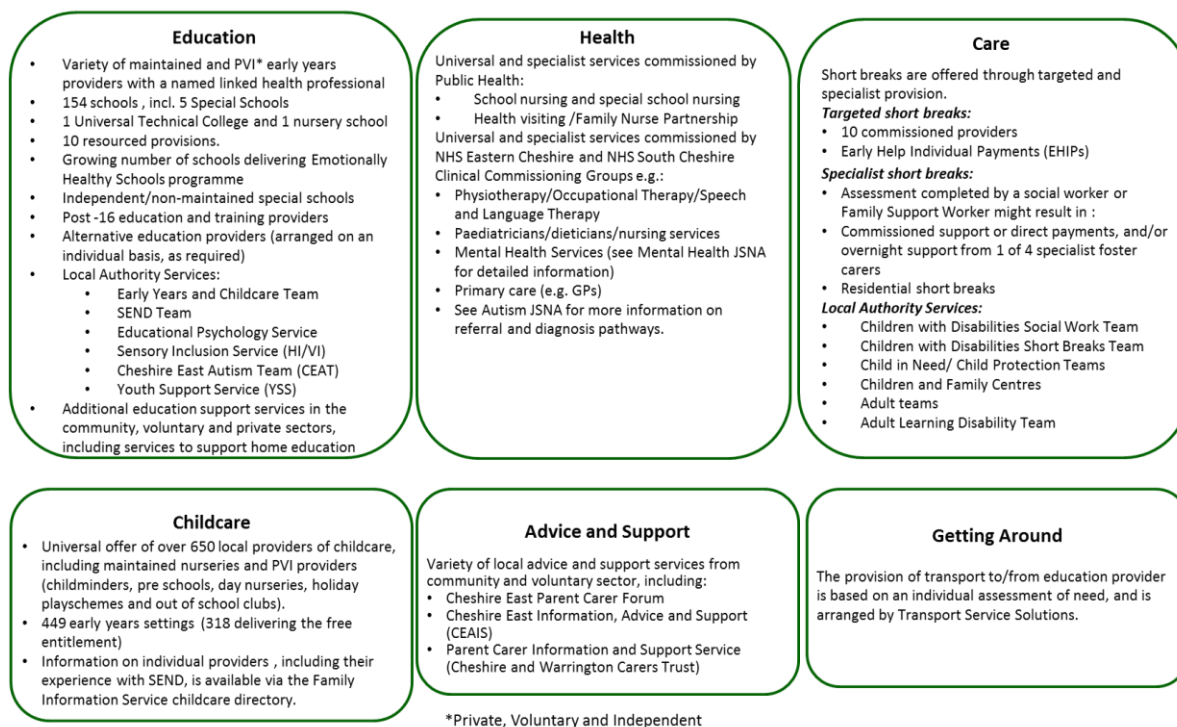 Education
• Variety of maintained and PVI* early years
providers with a named linked health professional
• 154 schools , incl. 5 Special Schools
• 1 Universal Technical College and 1 nursery school
• 10 resourced provisions.
• Growing number of schools delivering Emotionally
Healthy Schools programme
• Independent/non-maintained special schools
• Post -16 education and training providers
• Alternative education providers (arranged on an
individual basis, as required)
• Local Authority Services:
• Early Years and Childcare Team
• SEND Team
• Educational Psychology Service
• Sensory Inclusion Service (HI/VI)
• Cheshire East Autism Team (CEAT)
• Youth Support Service (YSS)
• Additional education support services in the
community, voluntary and private sectors,
including services to support home education
Health
Universal and specialist services commissioned by
Public Health:
• School nursing and special school nursing
• Health visiting /Family Nurse Partnership
Universal and specialist services commissioned by
NHS Eastern Cheshire and NHS South Cheshire
Clinical Commissioning Groups e.g.:
• Physiotherapy/Occupational Therapy/Speech
and Language Therapy
• Paediatricians/dieticians/nursing services
• Mental Health Services (see Mental Health JSNA
for detailed information)
• Primary care (e.g. GPs)
• See Autism JSNA for more information on
referral and diagnosis pathways.
Care
Short breaks are offered through targeted and
specialist provision.
Targeted short breaks:
• 10 commissioned providers
• Early Help Individual Payments (EHIPs)
Specialist short breaks:
• Assessment completed by a social worker or
Family Support Worker might result in :
• Commissioned support or direct payments, and/or
overnight support from 1 of 4 specialist foster
carers
• Residential short breaks
Local Authority Services:
• Children with Disabilities Social Work Team
• Children with Disabilities Short Breaks Team
• Child in Need/ Child Protection Teams
• Children and Family Centres
• Adult teams
• Adult Learning Disability Team
Childcare
• Universal offer of over 650 local providers of childcare,
including maintained nurseries and PVI providers
(childminders, pre schools, day nurseries, holiday
playschemes and out of school clubs).
• 449 early years settings (318 delivering the free
entitlement)
• Information on individual providers , including their
experience with SEND, is available via the Family
Information Service childcare directory.
Advice and Support
Variety of local advice and support services from
community and voluntary sector, including:
• Cheshire East Parent Carer Forum
• Cheshire East Information, Advice and Support
(CEAIS)
• Parent Carer Information and Support Service
(Cheshire and Warrington Carers Trust)
Getting Around
The provision of transport to/from education provider
is based on an individual assessment of need, and is
arranged by Transport Service Solutions.
*Private, Voluntary and Independent